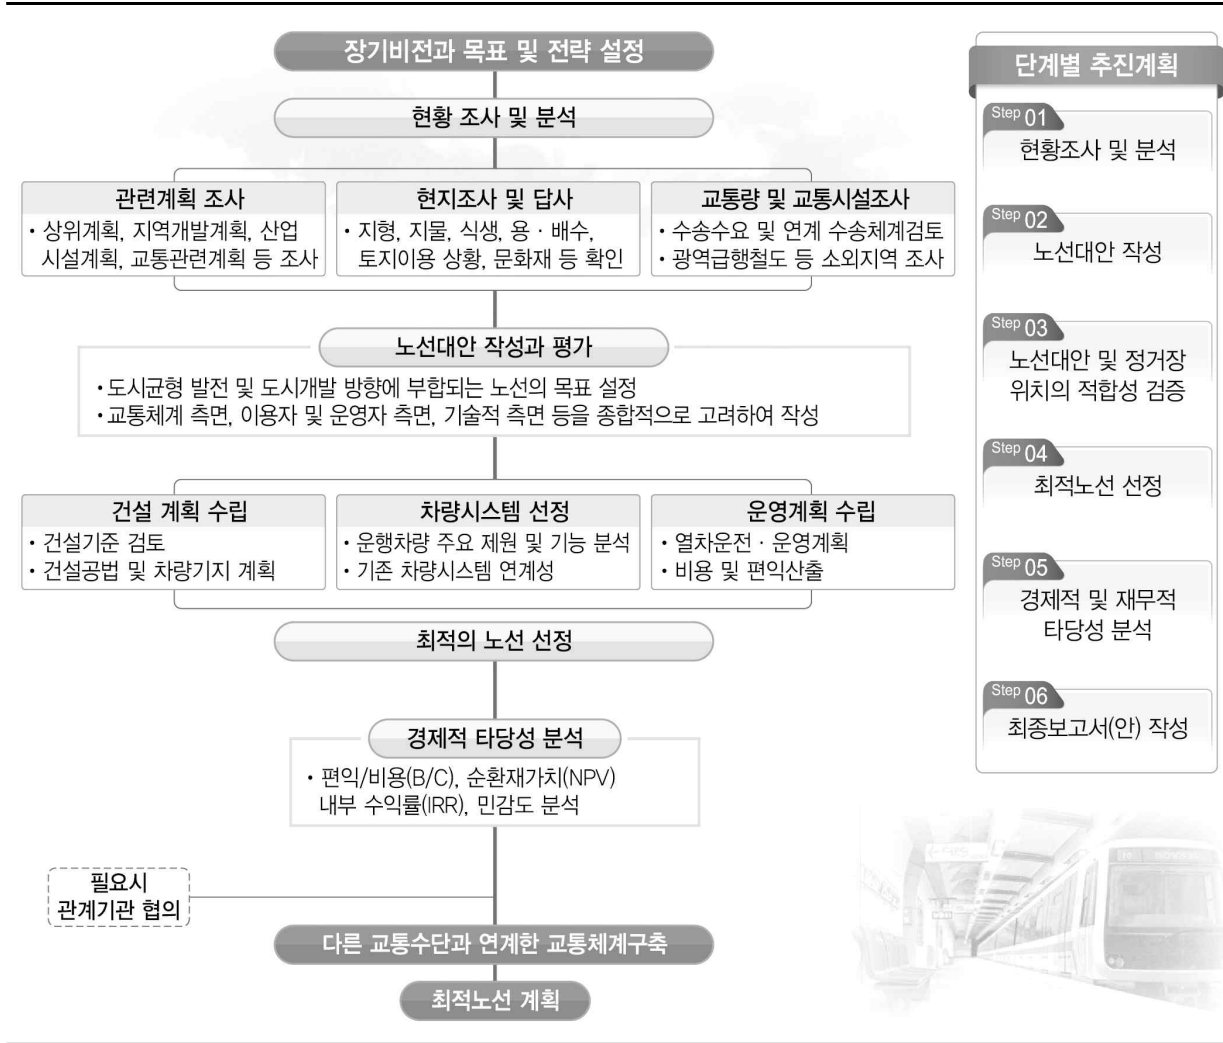 장기비전과 목표 및 전략 설정
현황 조사 및 분석
관련계획 조사
• 상위계획, 지역개발계획, 산업
시설계획, 교통관련계획 등 조사
현지조사 및 답사
• 지형, 지물, 식생, 용 · 배수,
토지이용 상황, 문화재 등 확인
교통량 및 교통시설조사
• 수송수요 및 연계 수송체계검토
• 광역급행철도 등 소외지역 조사
노선대안 작성과 평가
• 도시균형 발전 및 도시개발 방향에 부합되는 노선의 목표 설정
• 교통체계 측면, 이용자 및 운영자 측면, 기술적 측면 등을 종합적으로 고려하여 작성
건설 계획 수립
• 건설기준 검토
• 건설공법 및 차량기지 계획
차량시스템 선정
• 운행차량 주요 제원 및 기능 분석
• 기존 차량시스템 연계성
운영계획 수립
• 열차운전 · 운영계획
• 비용 및 편익산출
최적의 노선 선정
경제적 타당성 분석
• 편익/비용(B/C), 순환재가치(NPV)
내부 수익률(IRR), 민감도 분석
필요시
관계기관 협의
다른 교통수단과 연계한 교통체계구축
최적노선 계획
단계별 추진계획
Step 01
현황조사 및 분석
Step 02
노선대안 작성
Step 03
노선대안 및 정거장
위치의 적합성 검증
Step 04
최적노선 선정
Step 05
경제적 및 재무적
타당성 분석
Step 06
최종보고서(안) 작성